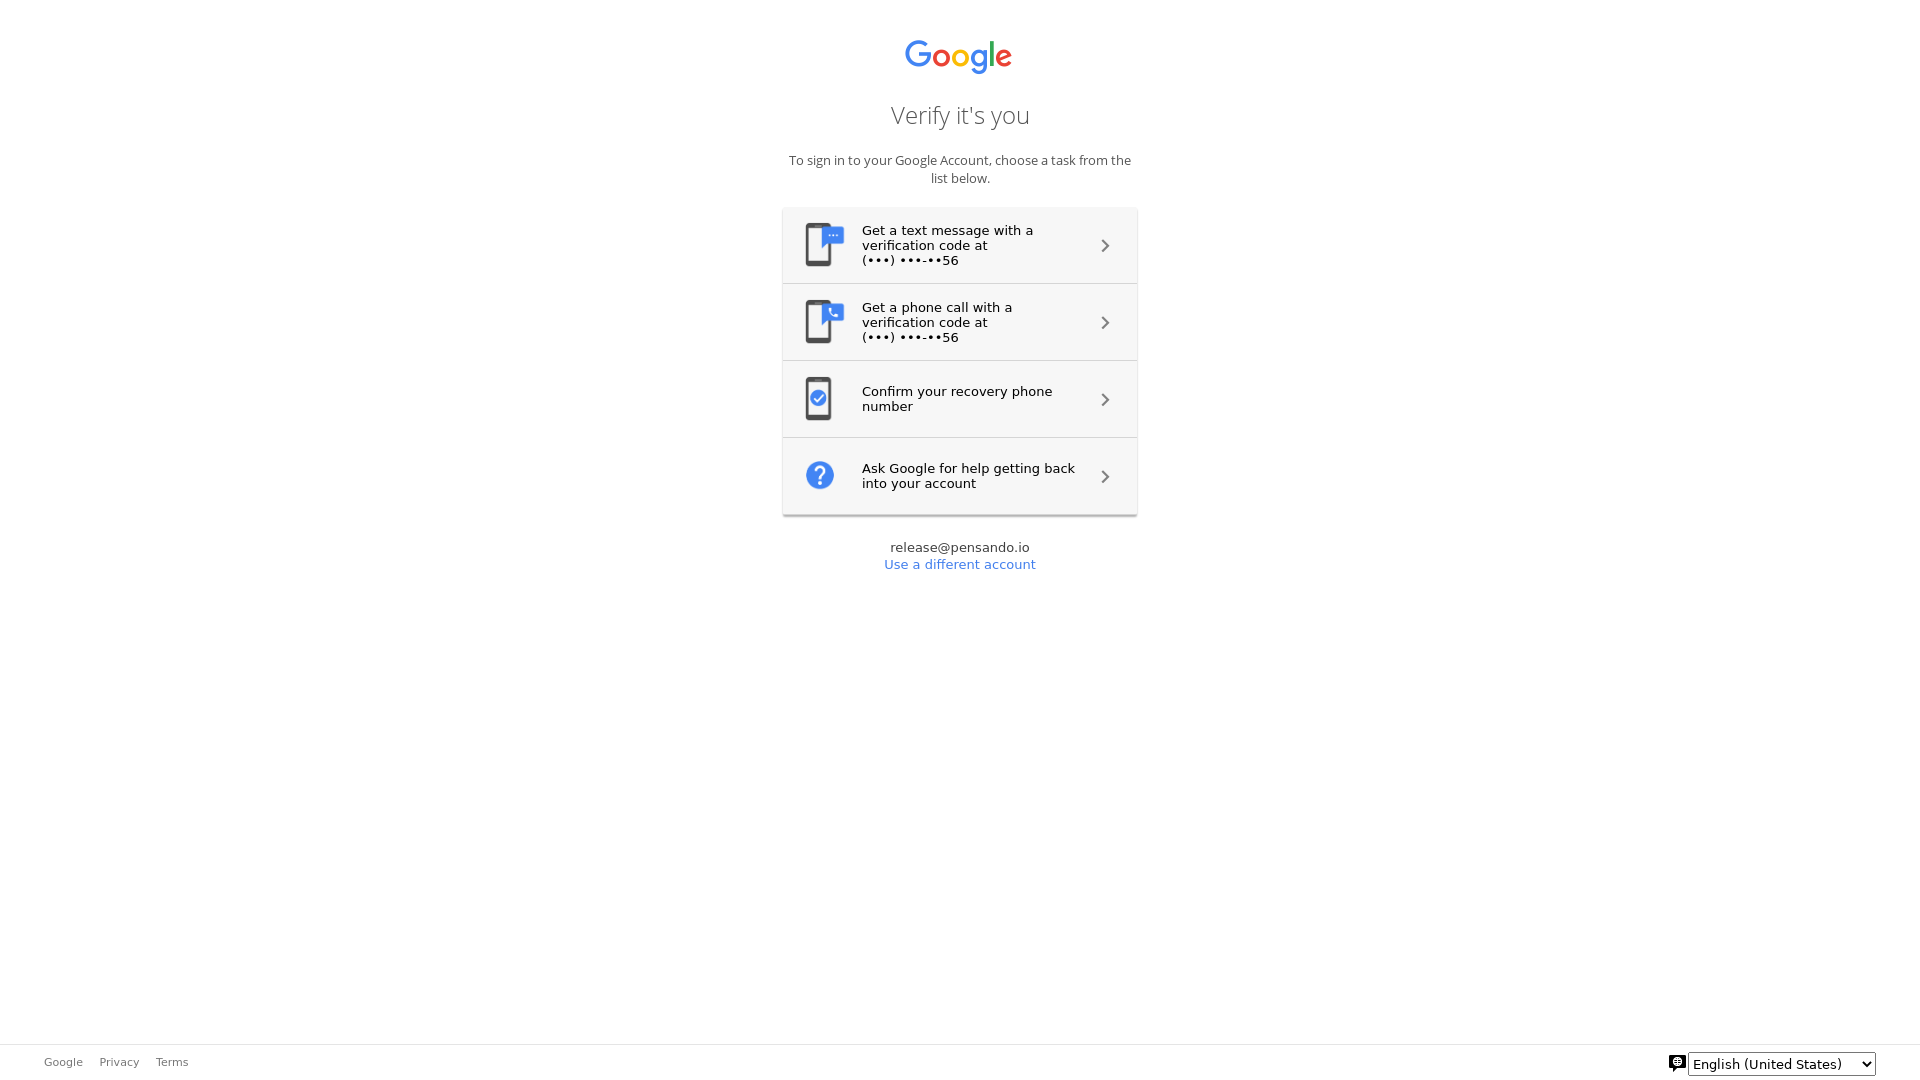 Google
Verify it's you
To sign in to your Google Account, choose a task from the
list below.
Get a text message with a
verification code at
(•••) •••-••56
Get a phone call with a
verification code at
(•••) •••-••56
Confirm your recovery phone
number
Ask Google for help getting back
into your account
release@pensando.io
Use a different account
Google Privacy Terms
English (United States)